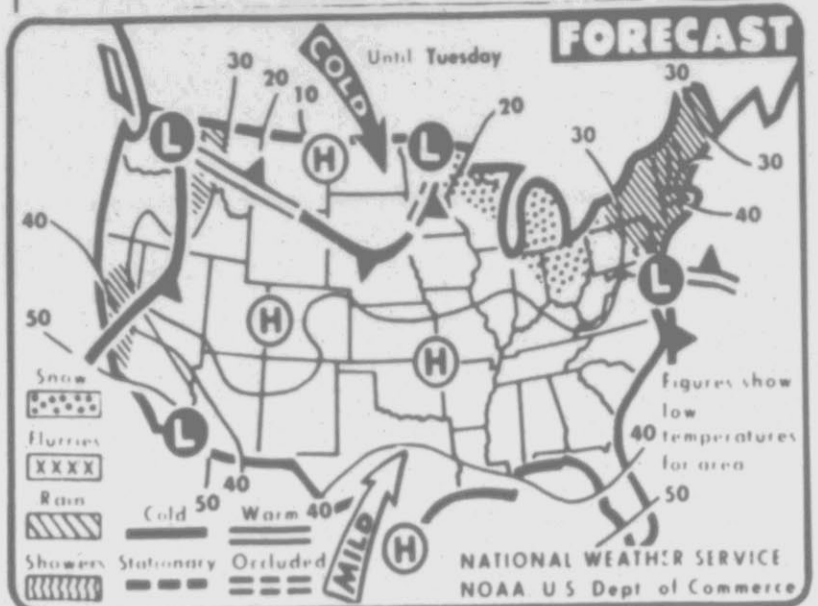 FORECAST
Until Tuesday
COLD
30
20
10
20
30
30
30
40
40
50
L
L
L
L
H
H
H
H
Snow
Flurries
XXXX
Rain
Showers
Cold
Warm
Stationary
Occluded
50
40
40
MILD
40
50
Figures show
low
temperatures
for area
NATIONAL WEATHER SERVICE
NOAA U S Dept of Commerce